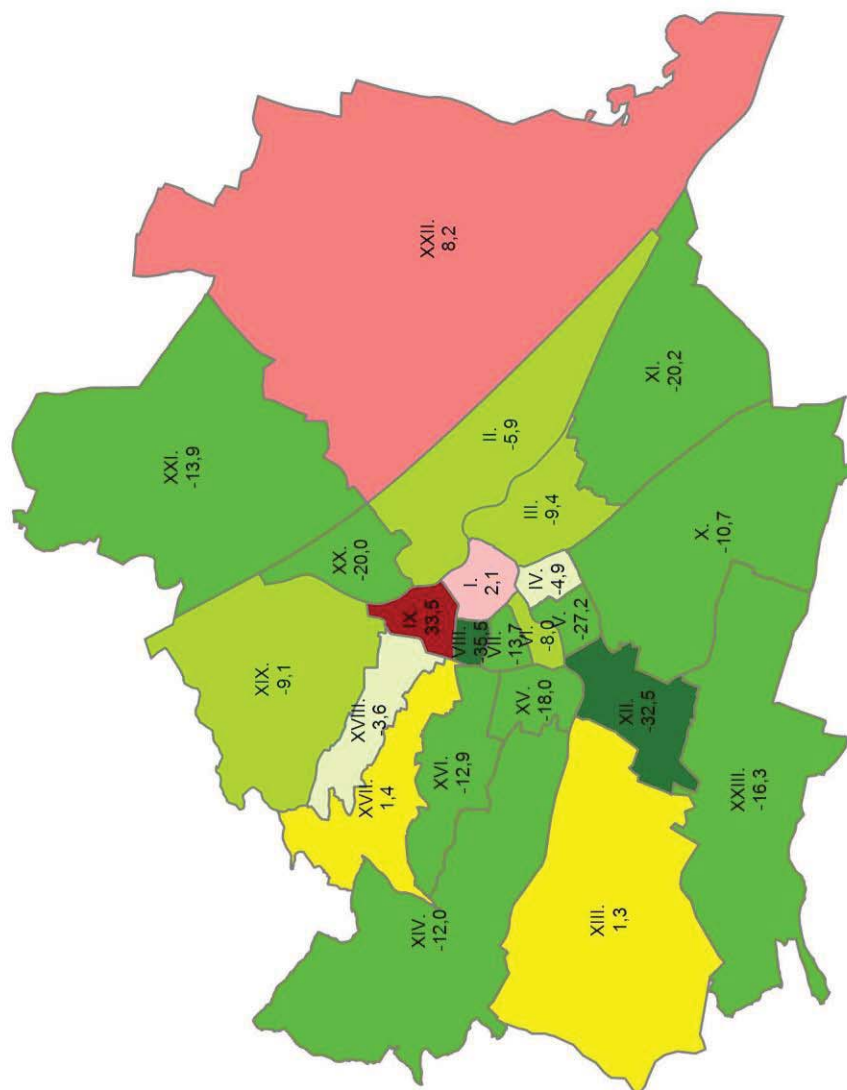 XXII.
8,2
XXI.
-13,9
II.
-5,9
XI.
-20,2
III.
-9,4
X.
-10,7
XX.
-20,0
I.
2,1
IV.
-4,9
IX.
33,5
V.
-27,2
VIII.
-35,5
VII.
-13,7
VI.
-8,0
XIX.
-9,1
XVIII.
-3,6
XV.
-18,0
XII.
-32,5
XXIII.
-16,3
XVII.
1,4
XVI.
-12,9
XIV.
-12,0
XIII.
1,3